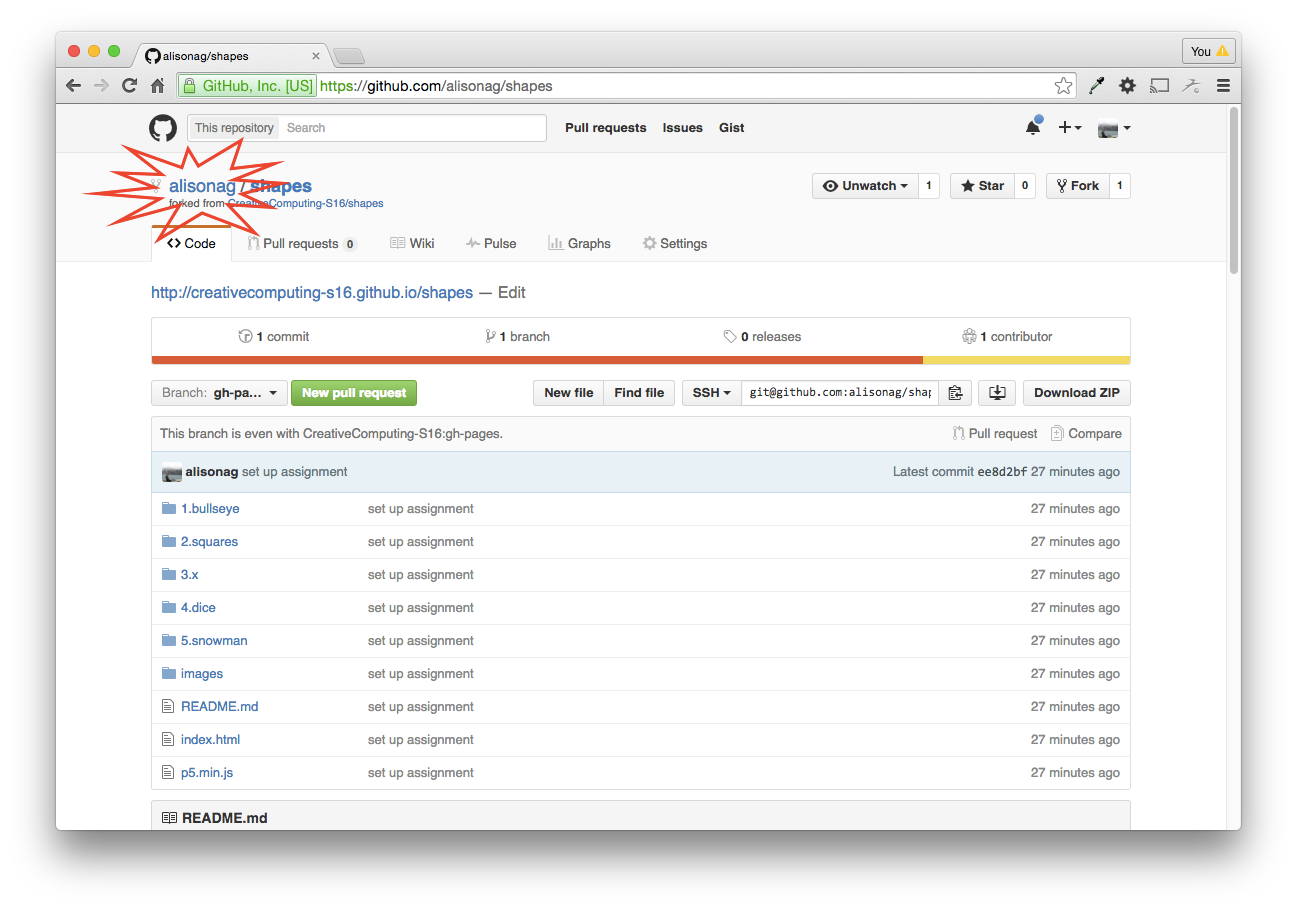 alisonag/shapes
You
GitHub, Inc. [US] https://github.com/alisonag/shapes
This repository Search Pull requests Issues Gist
alisonag / shapes
forked from CreativeComputing-S16/shapes
Unwatch 1 Star 0 Fork 1
Code Pull requests 0 Wiki Pulse Graphs Settings
http://creativecomputing-s16.github.io/shapes — Edit
1 commit 1 branch 0 releases 1 contributor
Branch: gh-pa... New pull request New file Find file SSH git@github.com:alisonag/shap Download ZIP
This branch is even with CreativeComputing-S16:gh-pages. Pull request Compare
alisonag set up assignment Latest commit ee8d2bf 27 minutes ago
1.bullseye set up assignment 27 minutes ago
2.squares set up assignment 27 minutes ago
3.x set up assignment 27 minutes ago
4.dice set up assignment 27 minutes ago
5.snowman set up assignment 27 minutes ago
images set up assignment 27 minutes ago
README.md set up assignment 27 minutes ago
index.html set up assignment 27 minutes ago
p5.min.js set up assignment 27 minutes ago
README.md